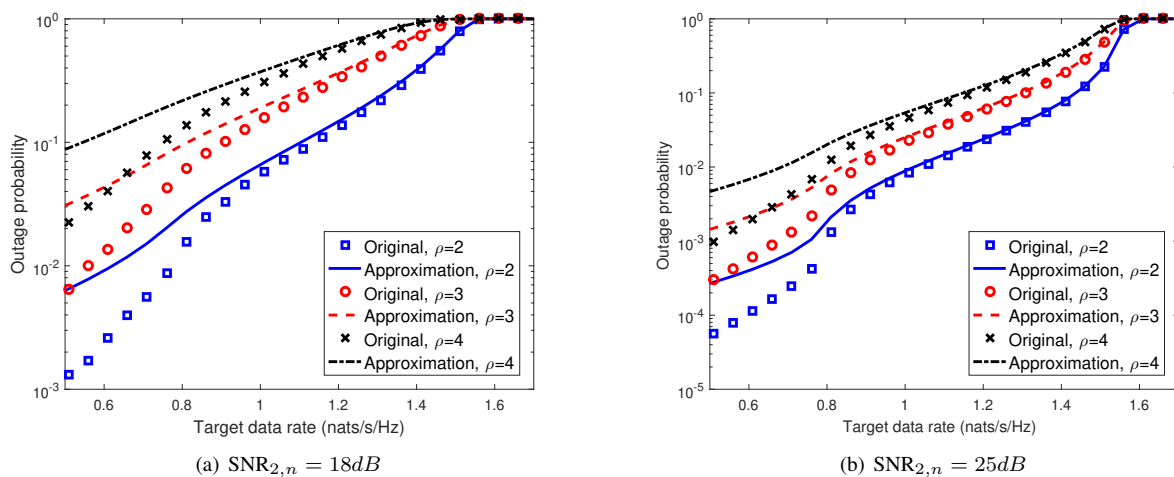 10^0
10^-1
10^-2
10^-3
Outage probability
0.6 0.8 1 1.2 1.4 1.6
Target data rate (nats/s/Hz)
Original, ρ=2
Approximation, ρ=2
Original, ρ=3
Approximation, ρ=3
Original, ρ=4
Approximation, ρ=4
(a) SNR_{2,n} = 18dB
10^0
10^-1
10^-2
10^-3
10^-4
10^-5
Outage probability
0.6 0.8 1 1.2 1.4 1.6
Target data rate (nats/s/Hz)
Original, ρ=2
Approximation, ρ=2
Original, ρ=3
Approximation, ρ=3
Original, ρ=4
Approximation, ρ=4
(b) SNR_{2,n} = 25dB